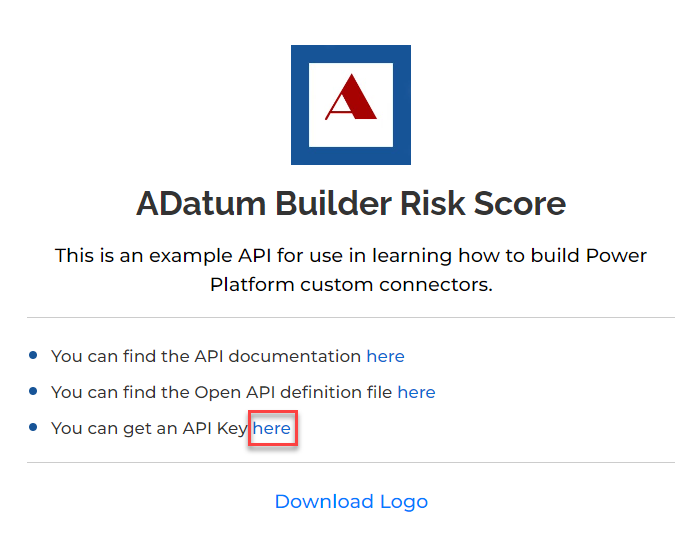 A
ADatum Builder Risk Score
This is an example API for use in learning how to build Power
Platform custom connectors.
You can find the API documentation here
You can find the Open API definition file here
You can get an API Key here
Download Logo